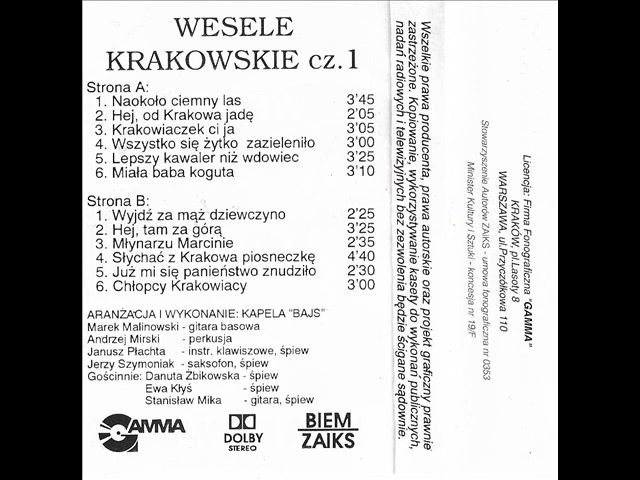 WESELE
KRAKOWSKIE cz.1
Strona A:
1. Naokoło ciemny las 3'45
2. Hej, od Krakowa jadę 2'05
3. Krakowiaczek ci ja 3'05
4. Wszystko się żytko zazieleniło 3'00
5. Lepszy kawaler niż wdowiec 3'25
6. Miała baba koguta 3'10
Strona B:
1. Wyjdź za mąż dziewczyno 2'25
2. Hej, tam za górą 3'25
3. Młynarzu Marcinie 2'35
4. Słychać z Krakowa piosneczkę 4'40
5. Już mi się panieństwo znudziło 2'30
6. Chłopcy Krakowiacy 3'00
ARANŻACJA I WYKONANIE: KAPELA "BAJS"
Marek Malinowski - gitara basowa
Andrzej Mirski - perkusja
Janusz Płachta - instr. klawiszowe, śpiew
Jerzy Szymoniak - saksofon, śpiew
Gościnnie: Danuta Żbikowska - śpiew
Ewa Kłyś - śpiew
Stanisław Mika - gitara, śpiew
GAMMA
DOLBY
STEREO
BIEM
ZAIKS
Wszelkie prawa producenta, prawa autorskie oraz projekt graficzny prawnie
zastrzeżone. Kopiowanie, wykorzystywanie kasety do wykonań publicznych,
nadań radiowych i telewizyjnych bez zezwolenia będzie ścigane sądownie.
Licencja: Firma Fonograficzna "GAMMA"
KRAKÓW, pl.Lasoty 8
WARSZAWA, ul.Przyczółkowa 110
Stowarzyszenie Autorów ZAIKS - umowa fonograficzna nr 0353
Minister Kultury i Sztuki - koncesja nr 19/F